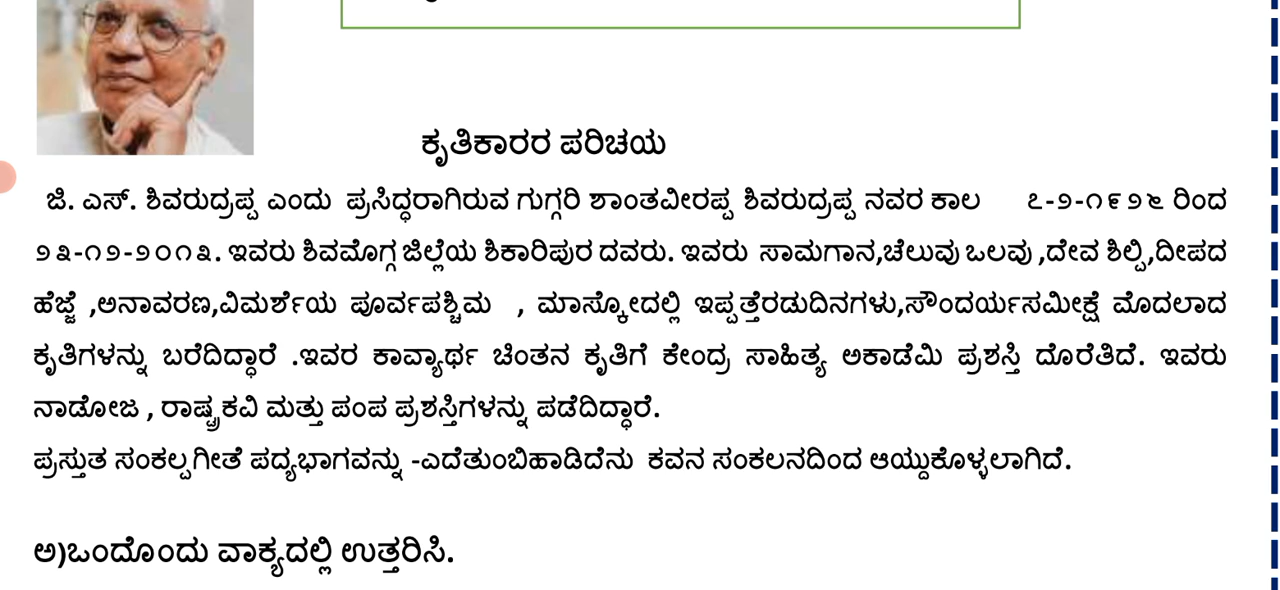 ಕೃತಿಕಾರರ ಪರಿಚಯ
ಜಿ. ಎಸ್. ಶಿವರುದ್ರಪ್ಪ ಎಂದು ಪ್ರಸಿದ್ಧರಾಗಿರುವ ಗುಗ್ಗರಿ ಶಾಂತವೀರಪ್ಪ ಶಿವರುದ್ರಪ್ಪ ನವರ ಕಾಲ ೭-೨-೧೯೨೬ ರಿಂದ
೨೩-೧೨-೨೦೧೩. ಇವರು ಶಿವಮೊಗ್ಗ ಜಿಲ್ಲೆಯ ಶಿಕಾರಿಪುರ ದವರು. ಇವರು ಸಾಮಗಾನ,ಚೆಲುವು ಒಲವು ,ದೇವ ಶಿಲ್ಪಿ,ದೀಪದ
ಹೆಜ್ಜೆ ,ಅನಾವರಣ,ವಿಮರ್ಶೆಯ ಪೂರ್ವಪಶ್ಚಿಮ , ಮಾಸ್ಕೋದಲ್ಲಿ ಇಪ್ಪತ್ತೆರಡುದಿನಗಳು,ಸೌಂದರ್ಯಸಮೀಕ್ಷೆ ಮೊದಲಾದ
ಕೃತಿಗಳನ್ನು ಬರೆದಿದ್ಧಾರೆ .ಇವರ ಕಾವ್ಯಾರ್ಥ ಚಿಂತನ ಕೃತಿಗೆ ಕೇಂದ್ರ ಸಾಹಿತ್ಯ ಅಕಾಡೆಮಿ ಪ್ರಶಸ್ತಿ ದೊರೆತಿದೆ. ಇವರು
ನಾಡೋಜ , ರಾಷ್ಟ್ರಕವಿ ಮತ್ತು ಪಂಪ ಪ್ರಶಸ್ತಿಗಳನ್ನು ಪಡೆದಿದ್ಧಾರೆ.
ಪ್ರಸ್ತುತ ಸಂಕಲ್ಪಗೀತೆ ಪದ್ಯಭಾಗವನ್ನು -ಎದೆತುಂಬಿಹಾಡಿದೆನು ಕವನ ಸಂಕಲನದಿಂದ ಆಯ್ದುಕೊಳ್ಳಲಾಗಿದೆ.
ಅ)ಒಂದೊಂದು ವಾಕ್ಯದಲ್ಲಿ ಉತ್ತರಿಸಿ.